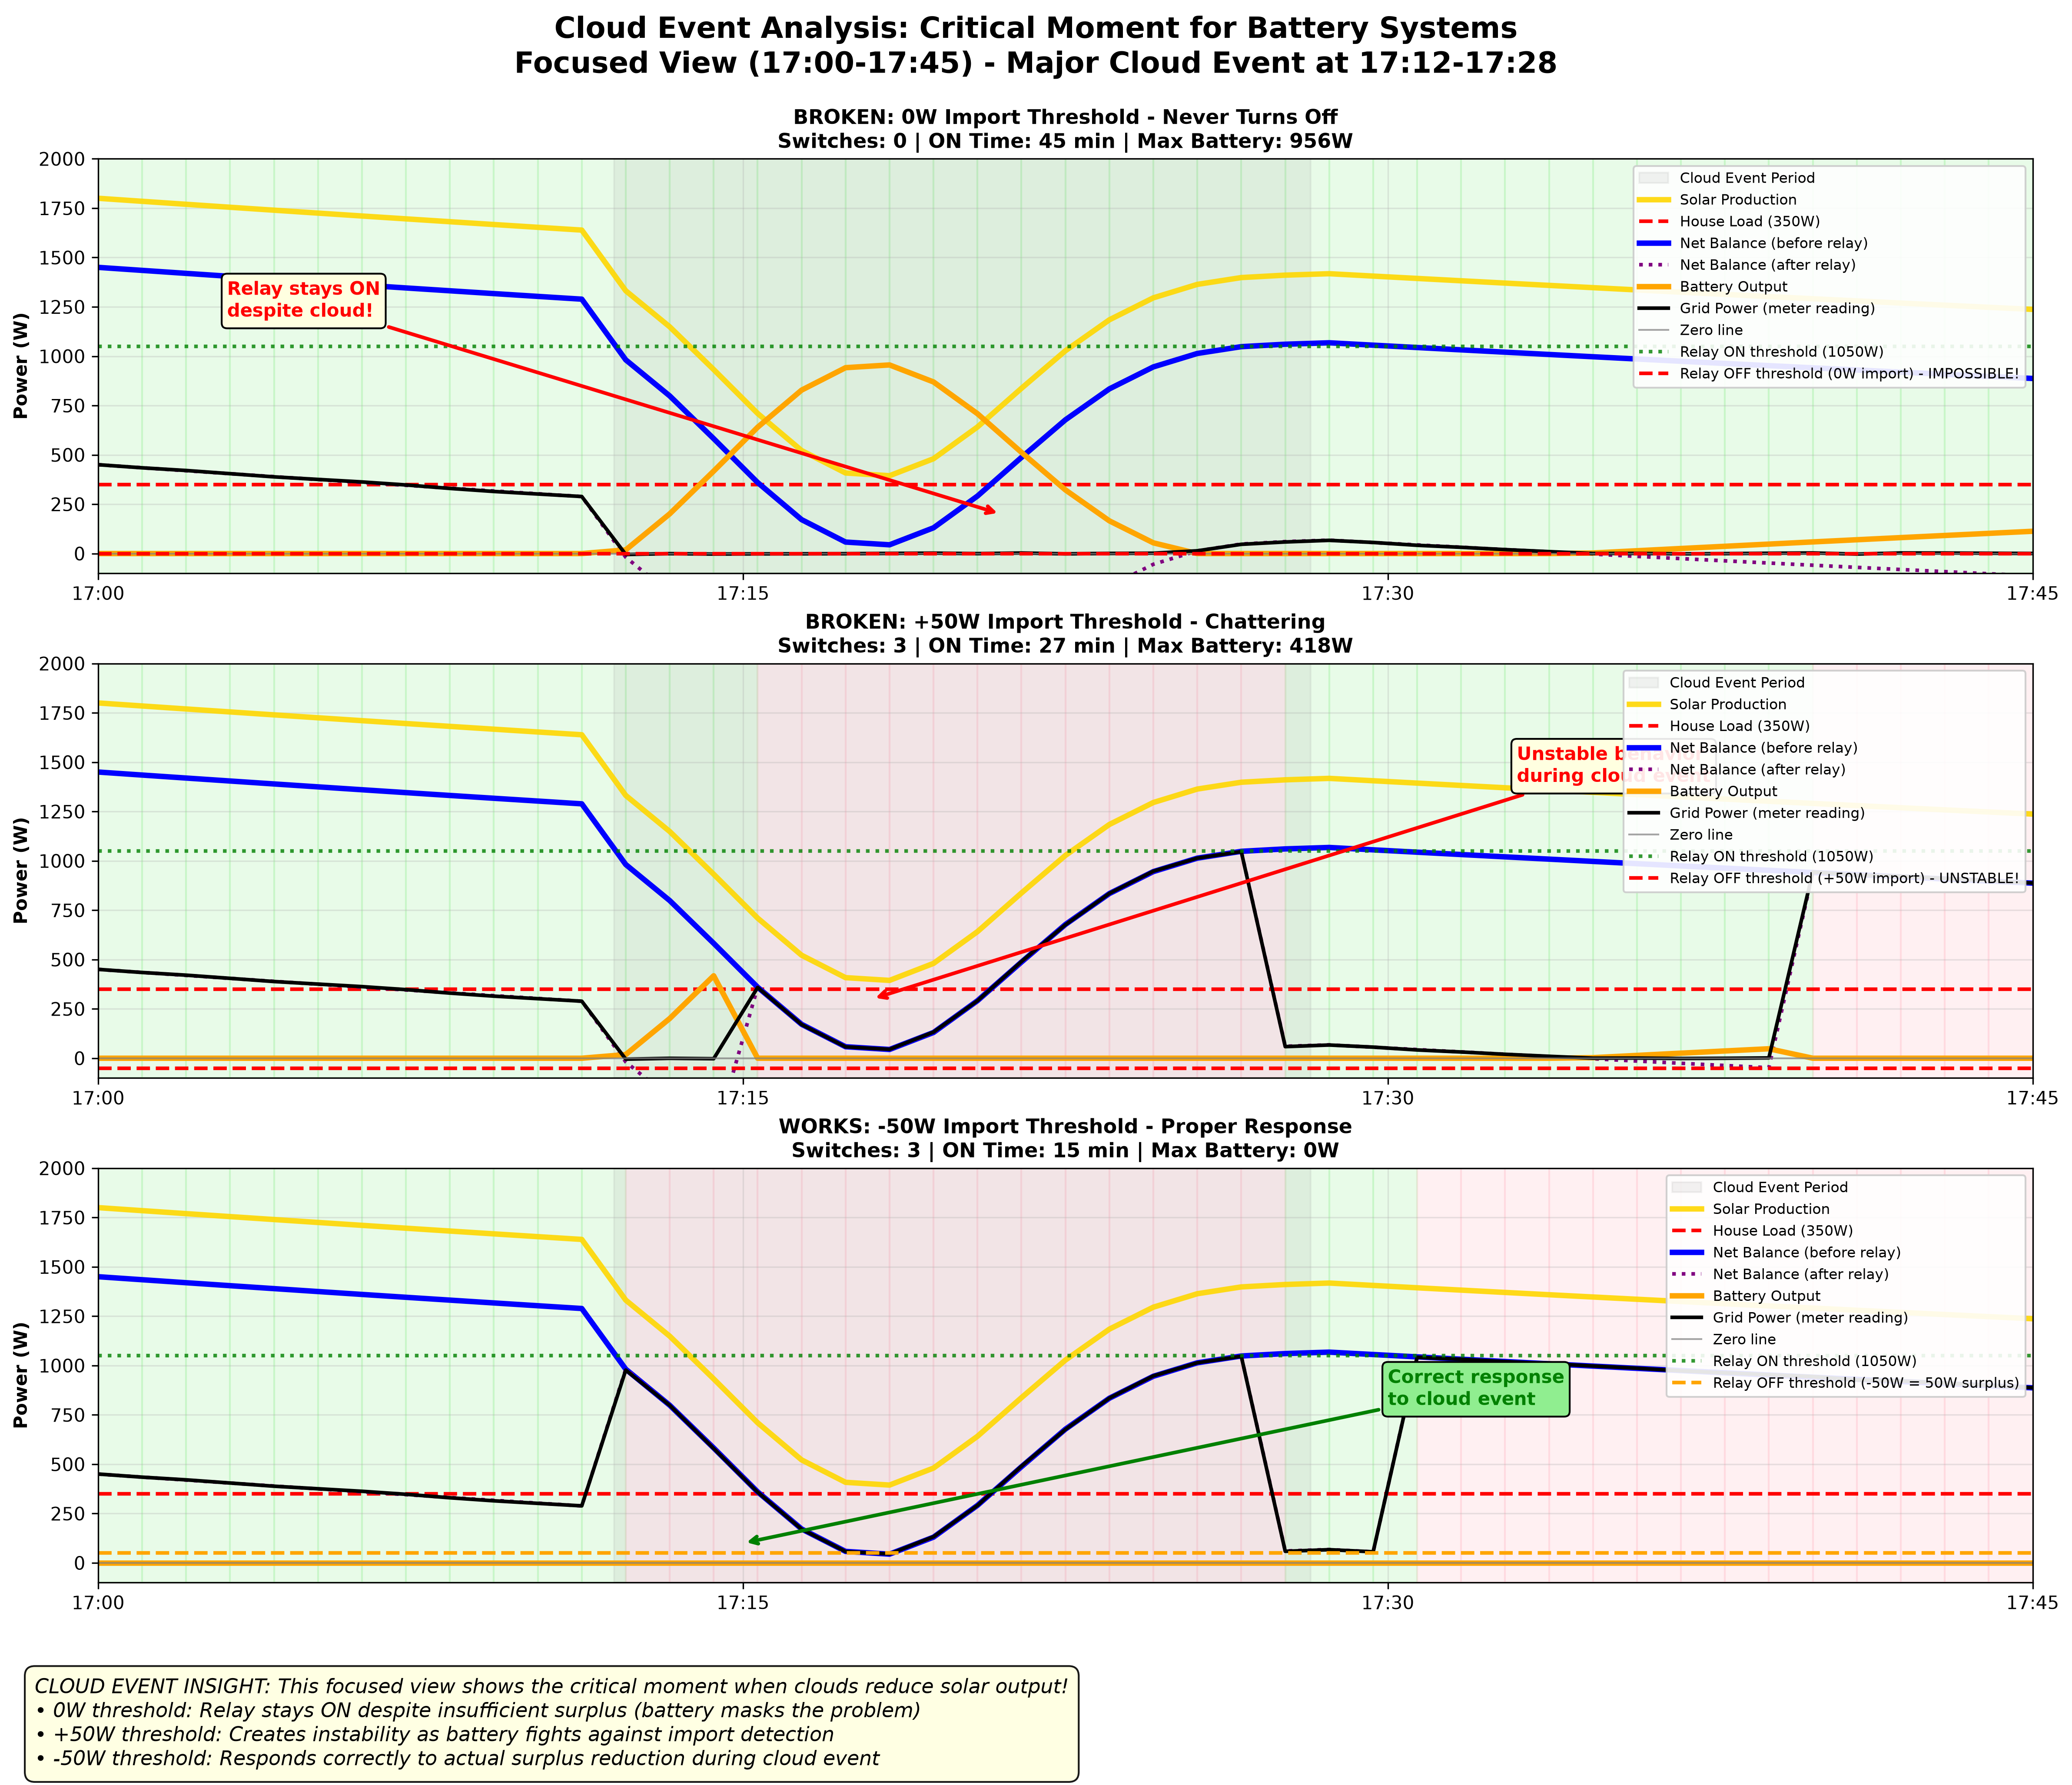 Cloud Event Analysis: Critical Moment for Battery Systems
Focused View (17:00-17:45) - Major Cloud Event at 17:12-17:28
BROKEN: 0W Import Threshold - Never Turns Off
Switches: 0 | ON Time: 45 min | Max Battery: 956W
Power (W)
2000
1750
1500
1250
1000
750
500
250
0
17:00
17:15
17:30
17:45
Relay stays ON
despite cloud!
Cloud Event Period
Solar Production
House Load (350W)
Net Balance (before relay)
Net Balance (after relay)
Battery Output
Grid Power (meter reading)
Zero line
Relay ON threshold (1050W)
Relay OFF threshold (0W import) - IMPOSSIBLE!
BROKEN: +50W Import Threshold - Chattering
Switches: 3 | ON Time: 27 min | Max Battery: 418W
Power (W)
2000
1750
1500
1250
1000
750
500
250
0
17:00
17:15
17:30
17:45
Unstable behavior
during cloud event
Cloud Event Period
Solar Production
House Load (350W)
Net Balance (before relay)
Net Balance (after relay)
Battery Output
Grid Power (meter reading)
Zero line
Relay ON threshold (1050W)
Relay OFF threshold (+50W import) - UNSTABLE!
WORKS: -50W Import Threshold - Proper Response
Switches: 3 | ON Time: 15 min | Max Battery: 0W
Power (W)
2000
1750
1500
1250
1000
750
500
250
0
17:00
17:15
17:30
17:45
Correct response
to cloud event
Cloud Event Period
Solar Production
House Load (350W)
Net Balance (before relay)
Net Balance (after relay)
Battery Output
Grid Power (meter reading)
Zero line
Relay ON threshold (1050W)
Relay OFF threshold (-50W = 50W surplus)
CLOUD EVENT INSIGHT: This focused view shows the critical moment when clouds reduce solar output!
• 0W threshold: Relay stays ON despite insufficient surplus (battery masks the problem)
• +50W threshold: Creates instability as battery fights against import detection
• -50W threshold: Responds correctly to actual surplus reduction during cloud event